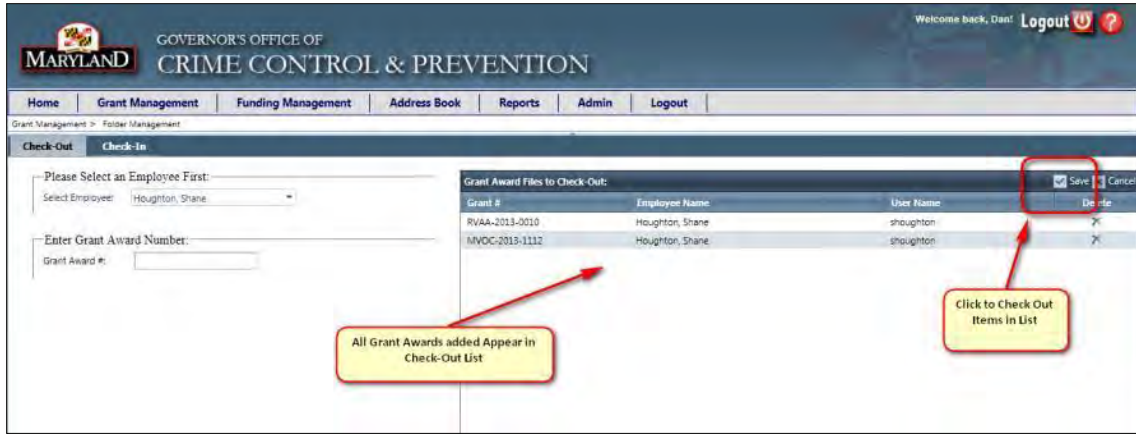 Welcome back, Dan! Logout
MARYLAND
GOVERNOR'S OFFICE OF
CRIME CONTROL & PREVENTION
Home Grant Management Funding Management Address Book Reports Admin Logout
Grant Management > Folder Management
Check-Out Check-In
Please Select an Employee First:
Select Employee: Houghton, Shane
Enter Grant Award Number:
Grant Award #:
Grant Award Files to Check-Out: Save Cancel
Grant # Employee Name User Name Delete
RVAA-2013-0010 Houghton, Shane shoughton
MVOC-2013-1112 Houghton, Shane shoughton
Click to Check Out
Items in List
All Grant Awards added Appear in
Check-Out List